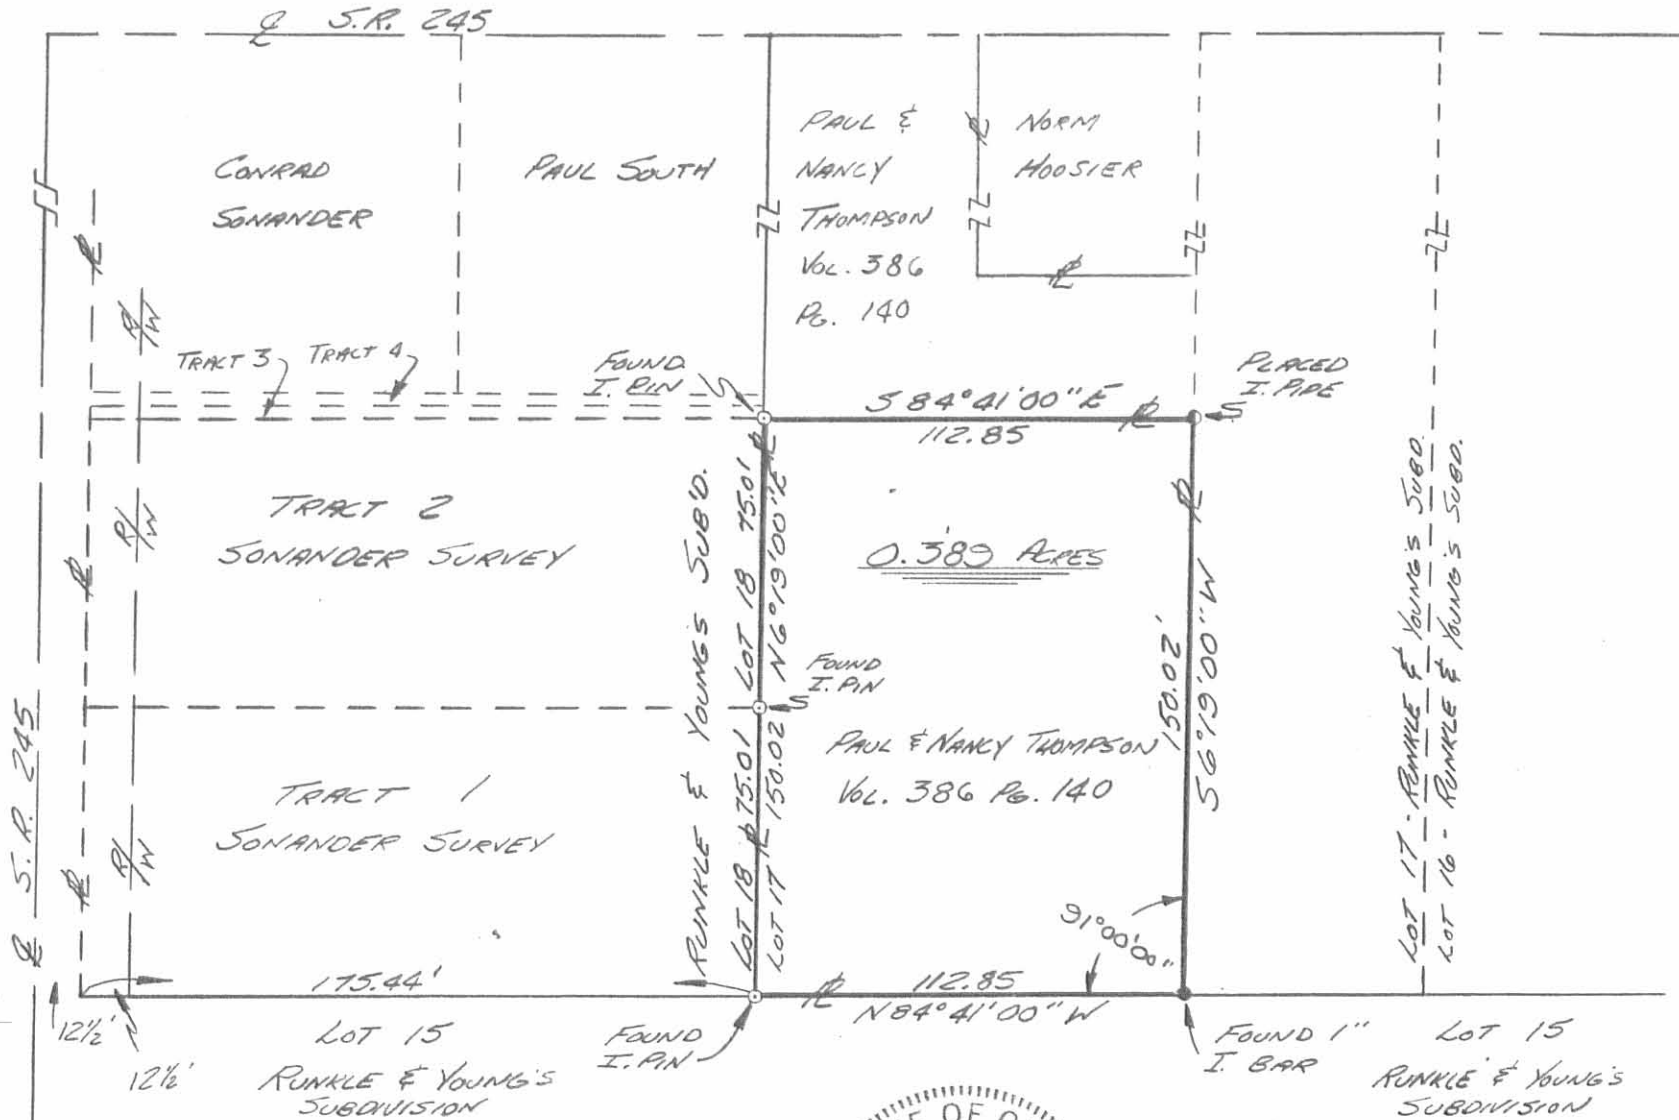 ℄ S.R. 245
CONRAD
SONANDER
PAUL SOUTH
PAUL &
NANCY
THOMPSON
VOL. 386
PG. 140
NORM
HOOSIER
℄ S.R. 245
R/W
R/W
R/W
TRACT 3
TRACT 4
FOUND
I. PIN
S
S 84°41'00" E
112.85
PLACED
I. PIPE
S
TRACT 2
SONANDER SURVEY
RUNKLE & YOUNG'S SUB'D.
LOT 18 75.01
N 6°19'00" E
0.389 ACRES
FOUND
I. PIN
S
150.02'
S 6°19'00" W
LOT 17 - RUNKLE & YOUNG'S SUBD.
LOT 16 - RUNKLE & YOUNG'S SUBD.
TRACT 1
SONANDER SURVEY
LOT 18
75.01
LOT 17
150.02
PAUL & NANCY THOMPSON
VOL. 386 PG. 140
91°00'00"
175.44'
112.85
N 84°41'00" W
12½'
12½'
LOT 15
RUNKLE & YOUNG'S
SUBDIVISION
FOUND
I. PIN
FOUND 1"
I. BAR
LOT 15
RUNKLE & YOUNG'S
SUBDIVISION
OF